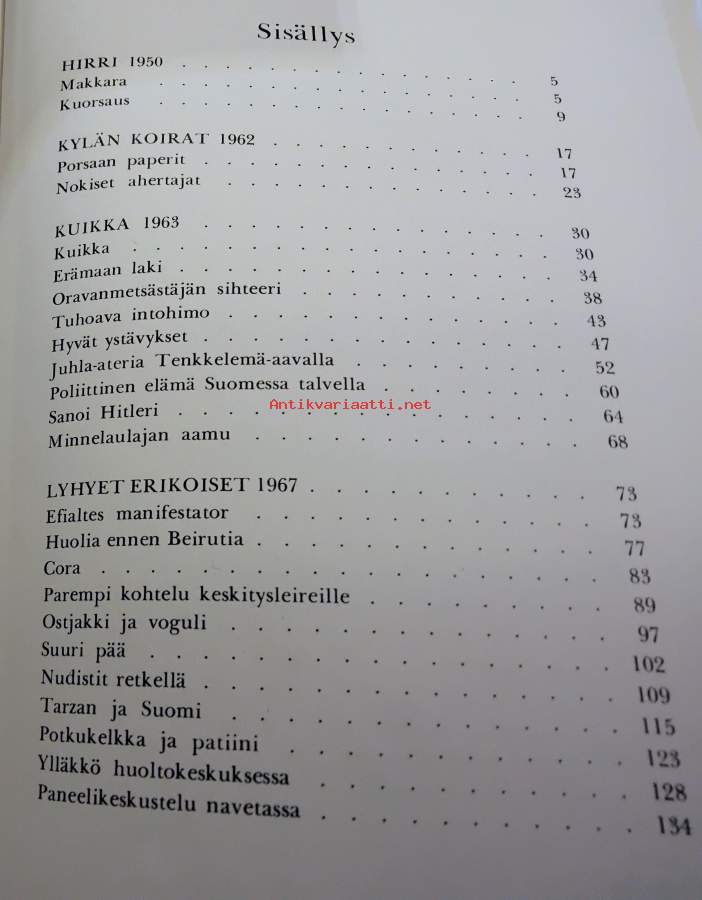 Sisällys
HIRRI 1950 . . . . . . . . . . . . . 5
Makkara . . . . . . . . . . . . . . 5
Kuorsaus . . . . . . . . . . . . . . 9
KYLÄN KOIRAT 1962 . . . . . . . . . . . 17
Porsaan paperit . . . . . . . . . . . . . 17
Nokiset ahertajat . . . . . . . . . . . . 23
KUIKKA 1963 . . . . . . . . . . . . . 30
Kuikka . . . . . . . . . . . . . . . 30
Erämaan laki . . . . . . . . . . . . . . 34
Oravanmetsästäjän sihteeri . . . . . . . . . . 38
Tuhoava intohimo . . . . . . . . . . . . 43
Hyvät ystävykset . . . . . . . . . . . . . 47
Juhla-ateria Tenkkelemä-aavalla . . . . . . . . 52
Poliittinen elämä Suomessa talvella . . . . . . . 60
Antikvariaatti.net
Sanoi Hitleri . . . . . . . . . . . . . . 64
Minnelaulajan aamu . . . . . . . . . . . . 68
LYHYET ERIKOISET 1967 . . . . . . . . . . 73
Efialtes manifestator . . . . . . . . . . . . 73
Huolia ennen Beirutia . . . . . . . . . . . . 77
Cora . . . . . . . . . . . . . . . . . 83
Parempi kohtelu keskitysleireille . . . . . . . . 89
Ostjakki ja voguli . . . . . . . . . . . . . 97
Suuri pää . . . . . . . . . . . . . . . 102
Nudistit retkellä . . . . . . . . . . . . . 109
Tarzan ja Suomi . . . . . . . . . . . . . 115
Potkukelkka ja patiini . . . . . . . . . . . 123
Ylläkkö huoltokeskuksessa . . . . . . . . . . 128
Paneelikeskustelu navetassa . . . . . . . . . . 134